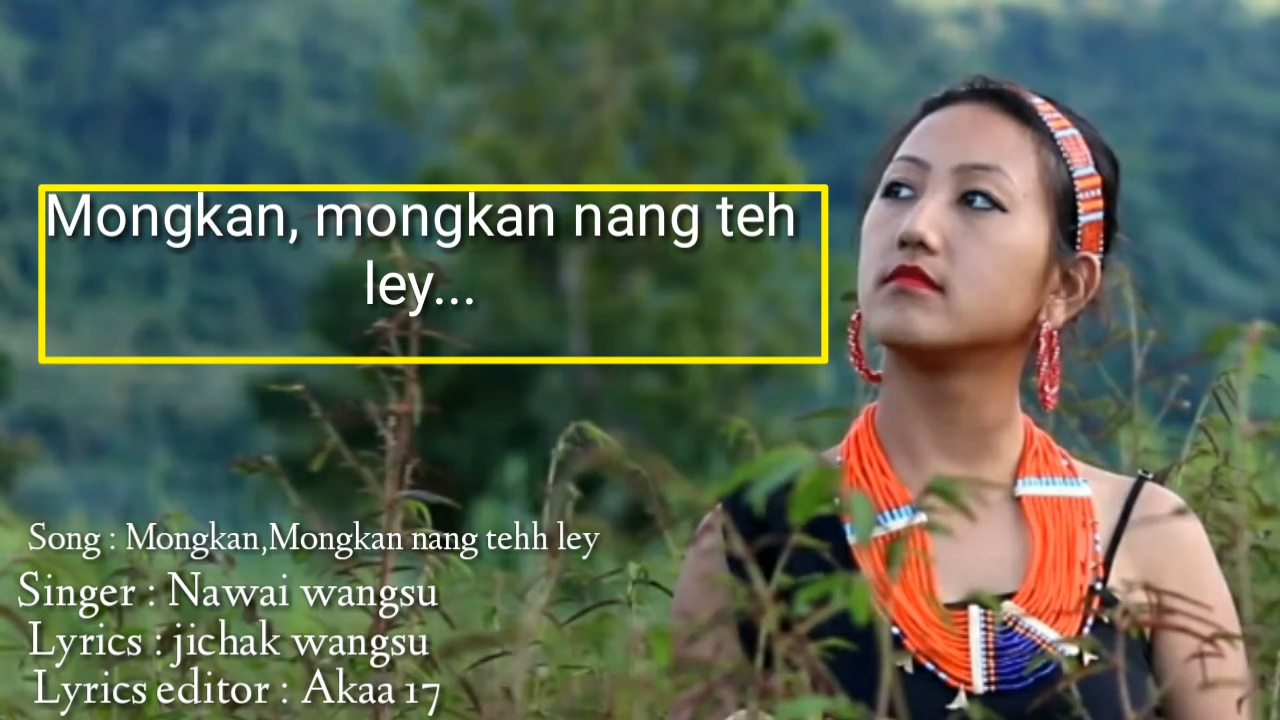 Mongkan, mongkan nang teh
ley...
Song : Mongkan,Mongkan nang tehh ley
Singer : Nawai wangsu
Lyrics : jichak wangsu
Lyrics editor : Akaa 17